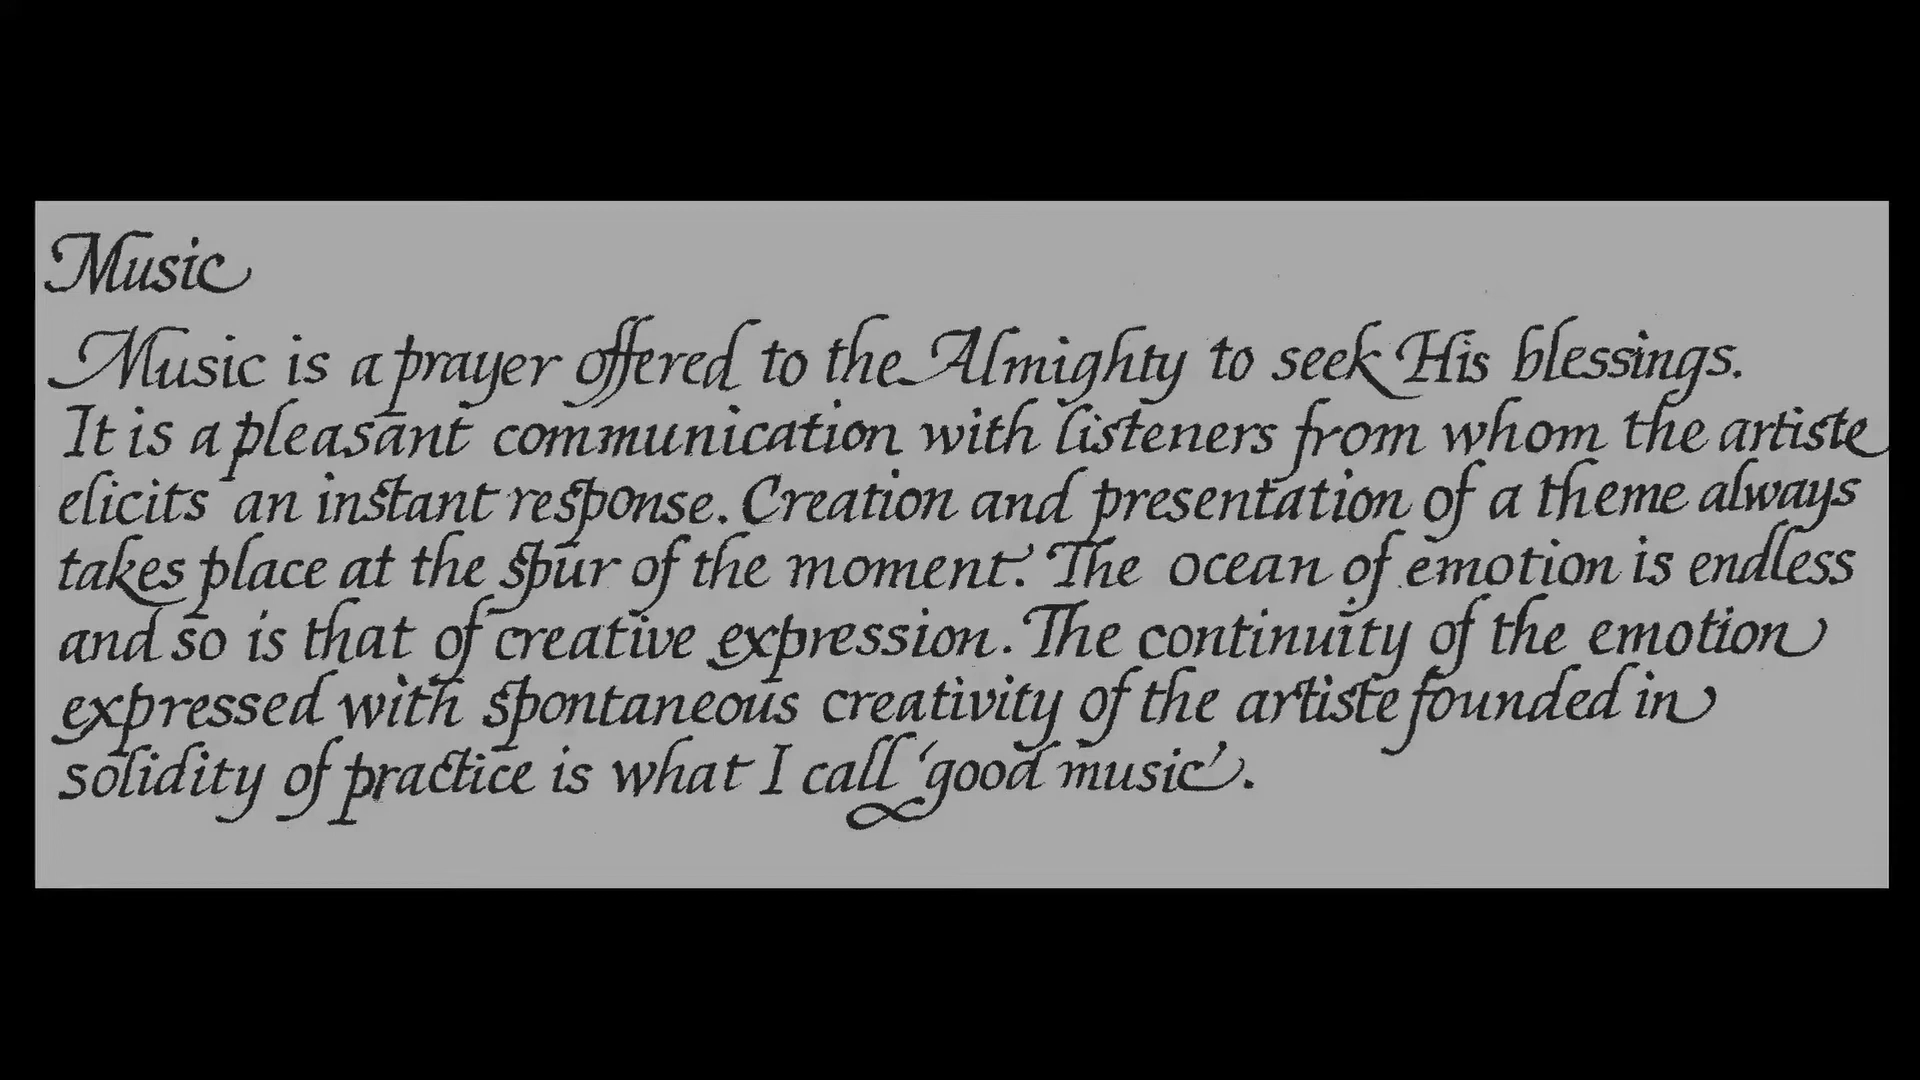 Music
Music is a prayer offered to the Almighty to seek His blessings.
It is a pleasant communication with listeners from whom the artiste
elicits an instant response. Creation and presentation of a theme always
takes place at the spur of the moment. The ocean of emotion is endless
and so is that of creative expression. The continuity of the emotion
expressed with spontaneous creativity of the artiste founded in
solidity of practice is what I call 'good music'.